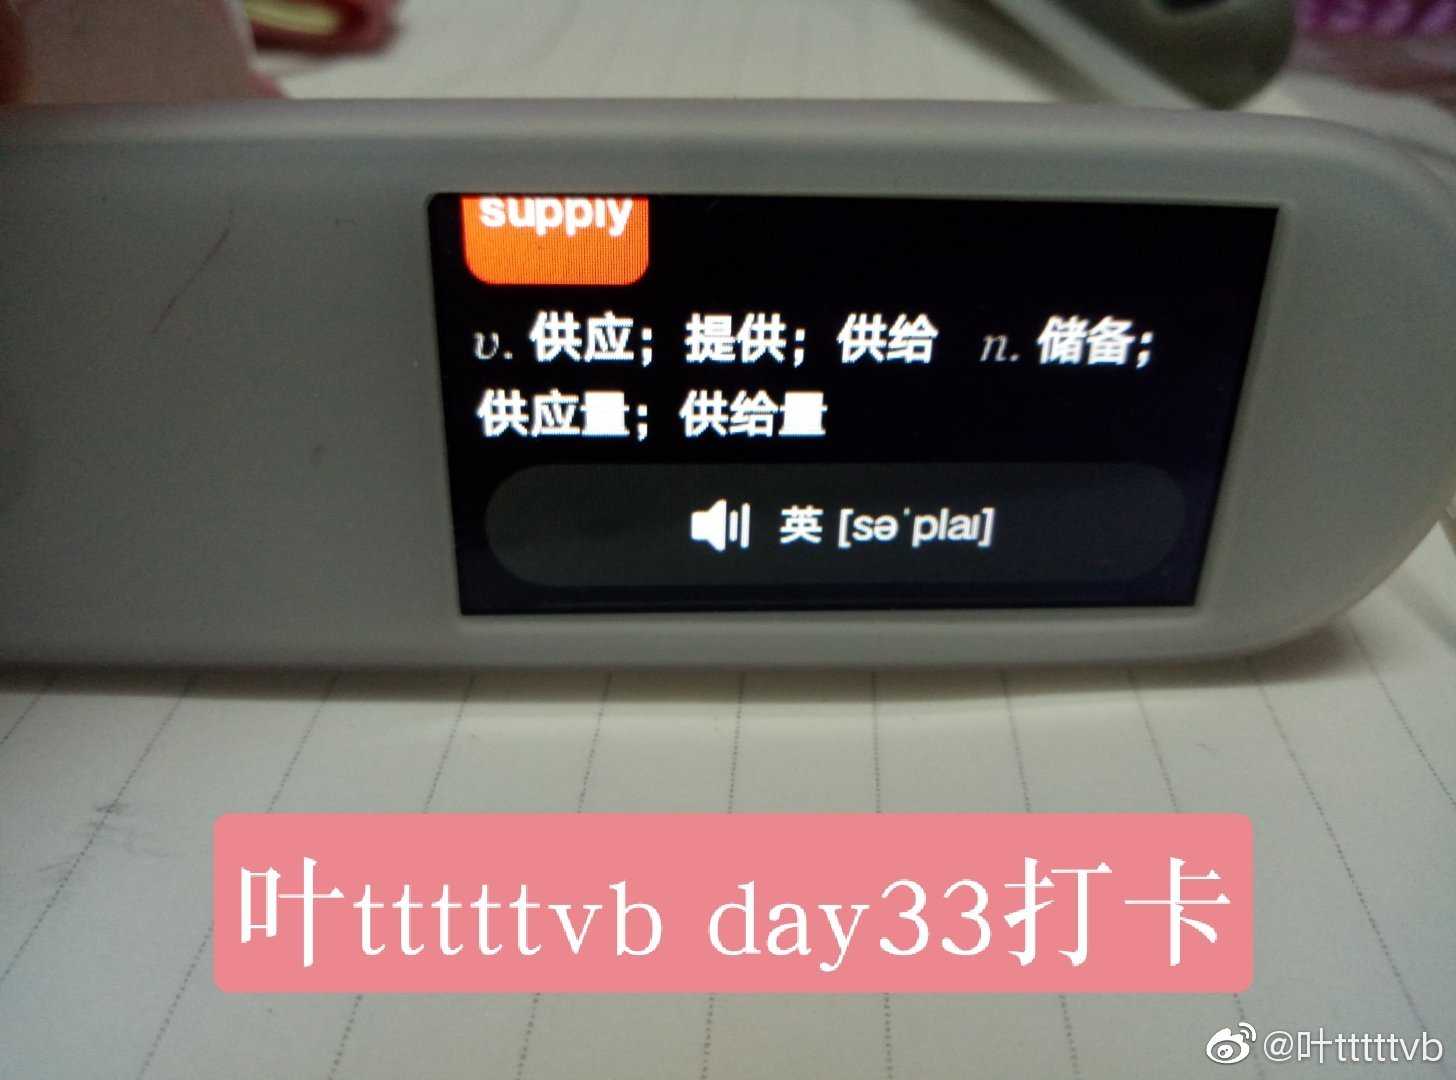 supply
v. 供应；提供；供给 n. 储备；
供应量；供给量
英 [səˈplaɪ]
叶tttttvb day33打卡
@叶tttttvb